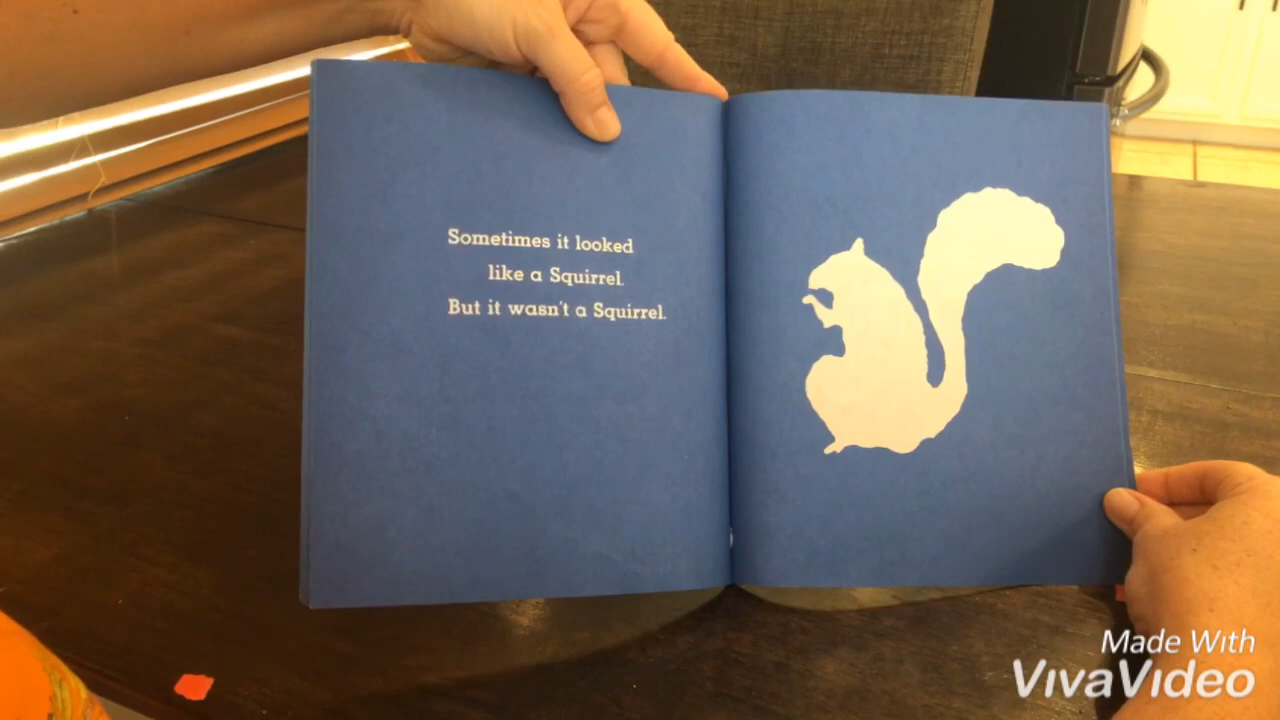 Sometimes it looked
like a Squirrel.
But it wasn't a Squirrel.
Made With
VivaVideo